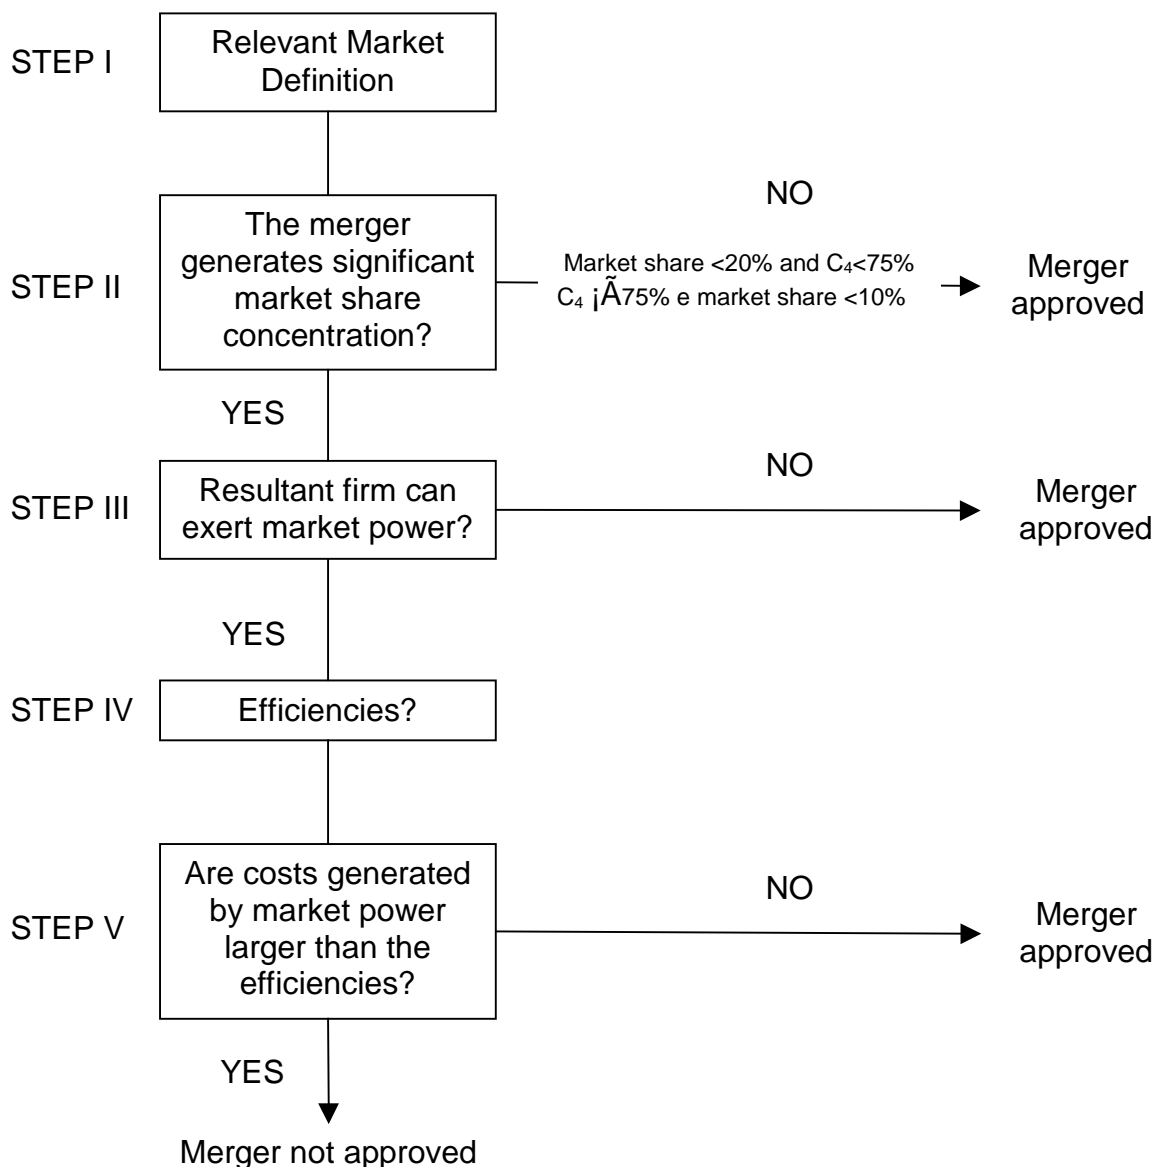 STEP I
Relevant Market
Definition
NO
STEP II
The merger
generates significant
market share
concentration?
Market share <20% and C₄<75%
C₄ ¡Ã75% e market share <10%
Merger
approved
YES
NO
STEP III
Resultant firm can
exert market power?
Merger
approved
YES
STEP IV
Efficiencies?
STEP V
Are costs generated
by market power
larger than the
efficiencies?
NO
Merger
approved
YES
Merger not approved